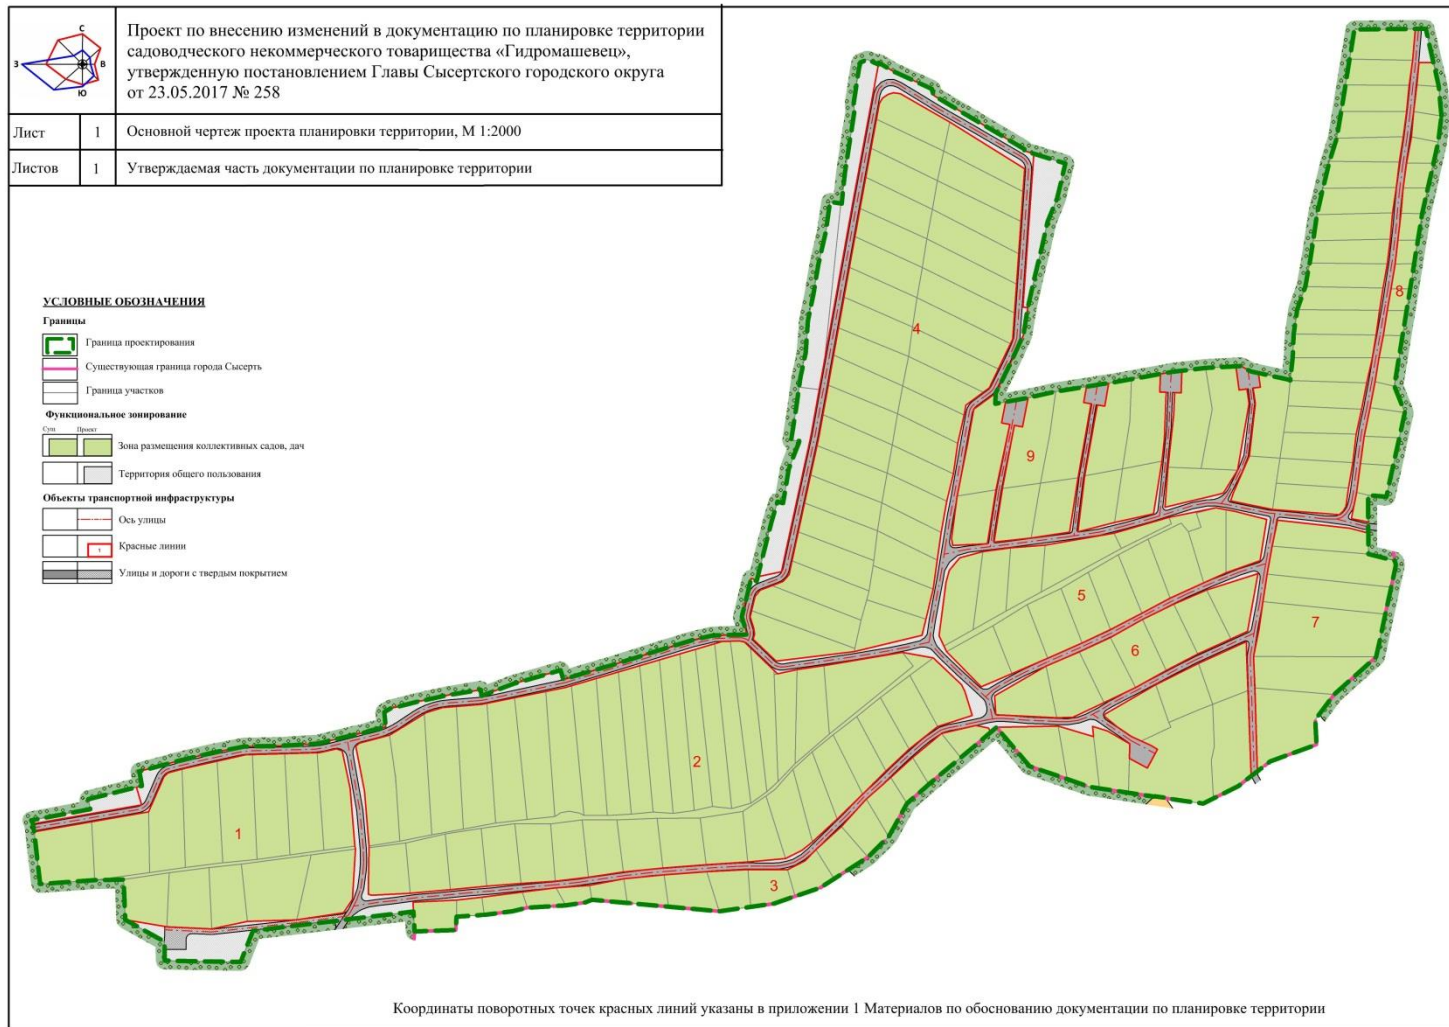 С
З
В
Ю
Проект по внесению изменений в документацию по планировке территории
садоводческого некоммерческого товарищества «Гидромашевец»,
утвержденную постановлением Главы Сысертского городского округа
от 23.05.2017 № 258
Лист 1 Основной чертеж проекта планировки территории, М 1:2000
Листов 1 Утверждаемая часть документации по планировке территории
УСЛОВНЫЕ ОБОЗНАЧЕНИЯ
Границы
Граница проектирования
Существующая граница города Сысерть
Граница участков
Функциональное зонирование
Сущ Проект
Зона размещения коллективных садов, дач
Территория общего пользования
Объекты транспортной инфраструктуры
Ось улицы
Красные линии
Улицы и дороги с твердым покрытием
8
4
9
5
7
6
2
1
3
Координаты поворотных точек красных линий указаны в приложении 1 Материалов по обоснованию документации по планировке территории